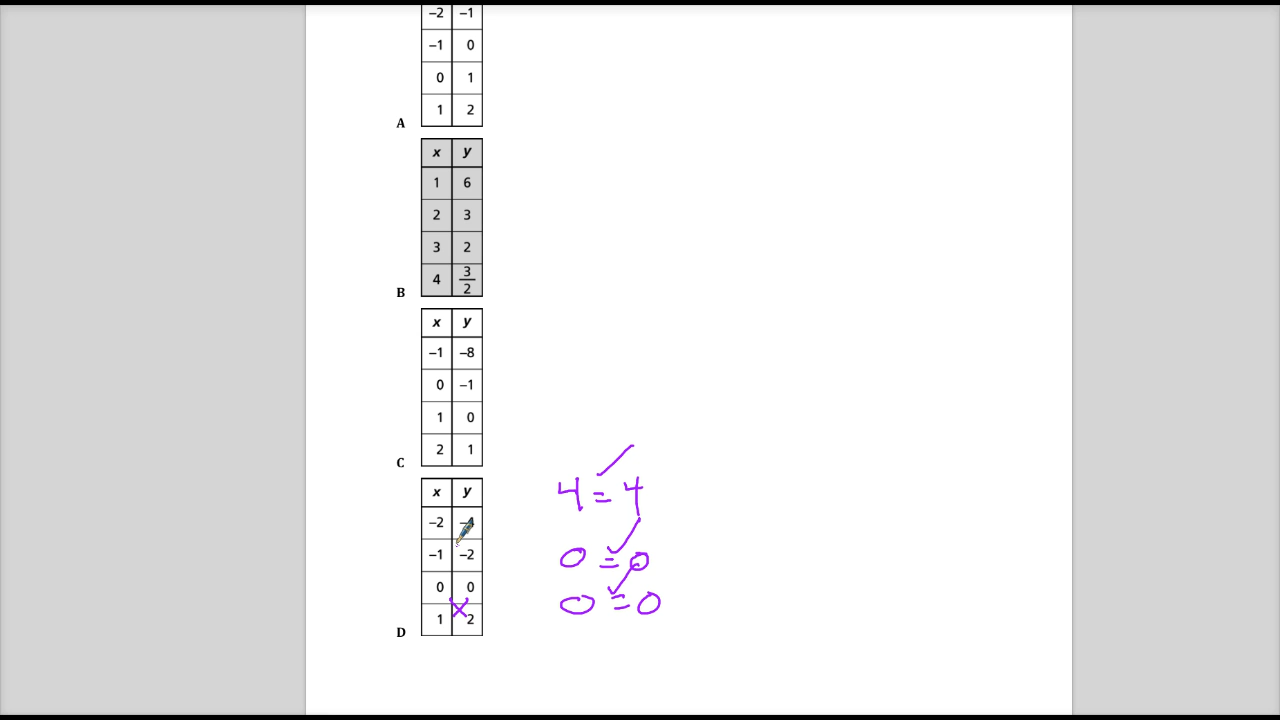 −2 −1
−1 0
0 1
1 2
A
x y
1 6
2 3
3 2
4 3/2
B
x y
−1 −8
0 −1
1 0
2 1
C
x y
−2
−1 −2
0 0
1 × 2
D
4 = 4 ✓
0 = 0 ✓
0 = 0 ✓